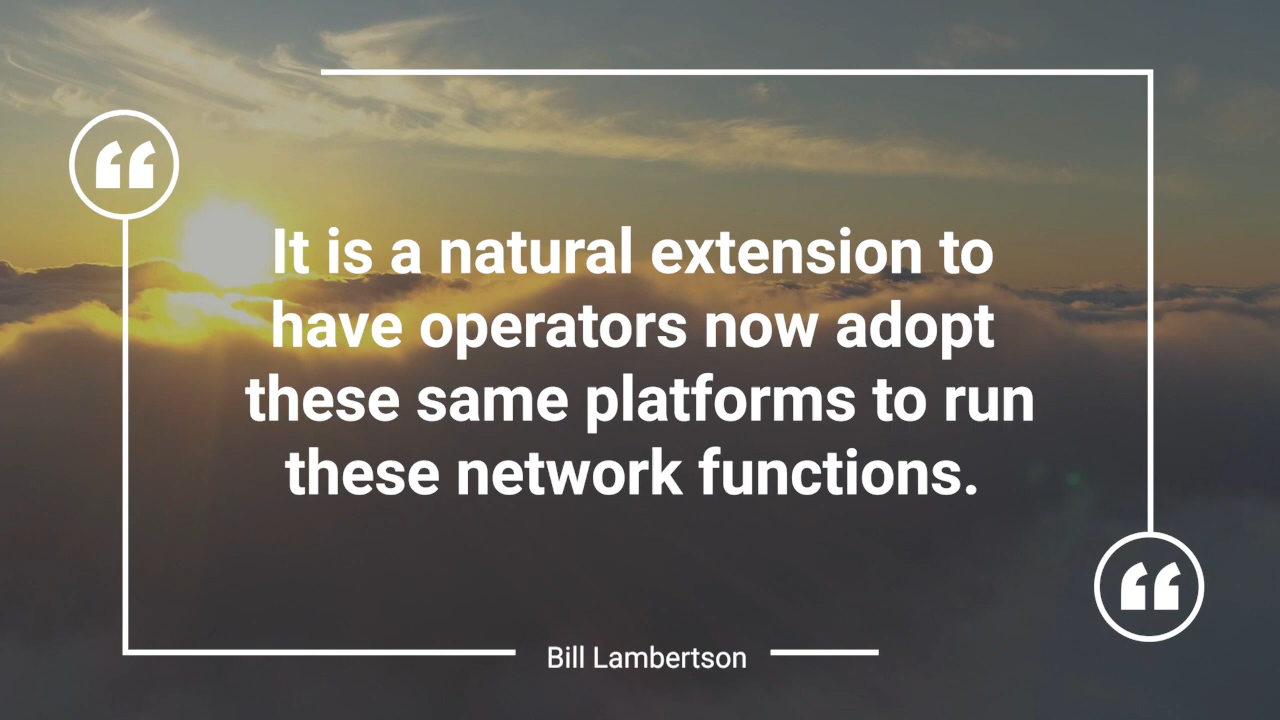 It is a natural extension to
have operators now adopt
these same platforms to run
these network functions.
Bill Lambertson